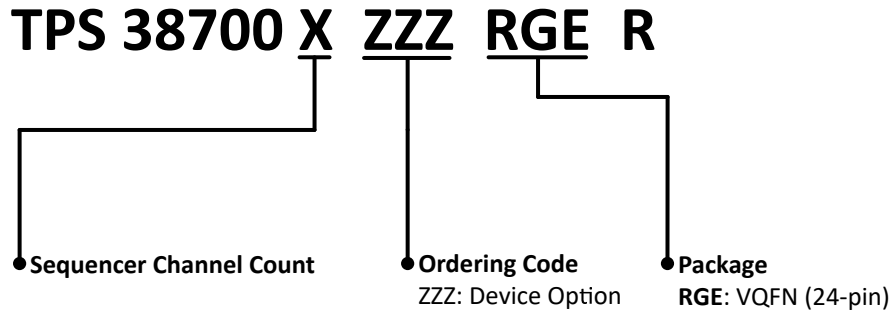 TPS 38700 X ZZZ RGE R
Sequencer Channel Count
Ordering Code
ZZZ: Device Option
Package
RGE: VQFN (24-pin)